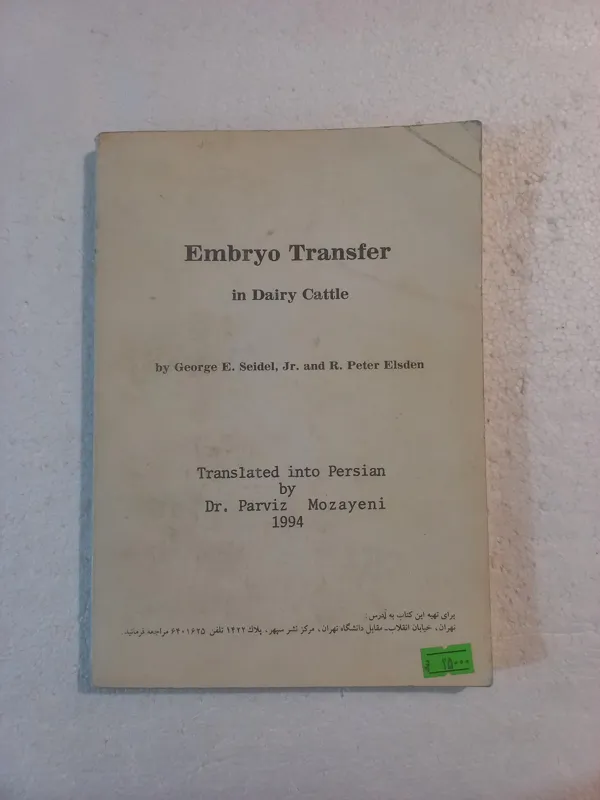 Embryo Transfer
in Dairy Cattle
by George E. Seidel, Jr. and R. Peter Elsden
Translated into Persian
by
Dr. Parviz Mozayeni
1994
برای تهیه این کتاب به آدرس :
تهران، خیابان انقلاب، مقابل دانشگاه تهران، مرکز نشر سپهر، پلاک ۱۴۲۲ تلفن ۶۴۰۱۶۲۵ مراجعه فرمائید.
۲۵۰۰۰